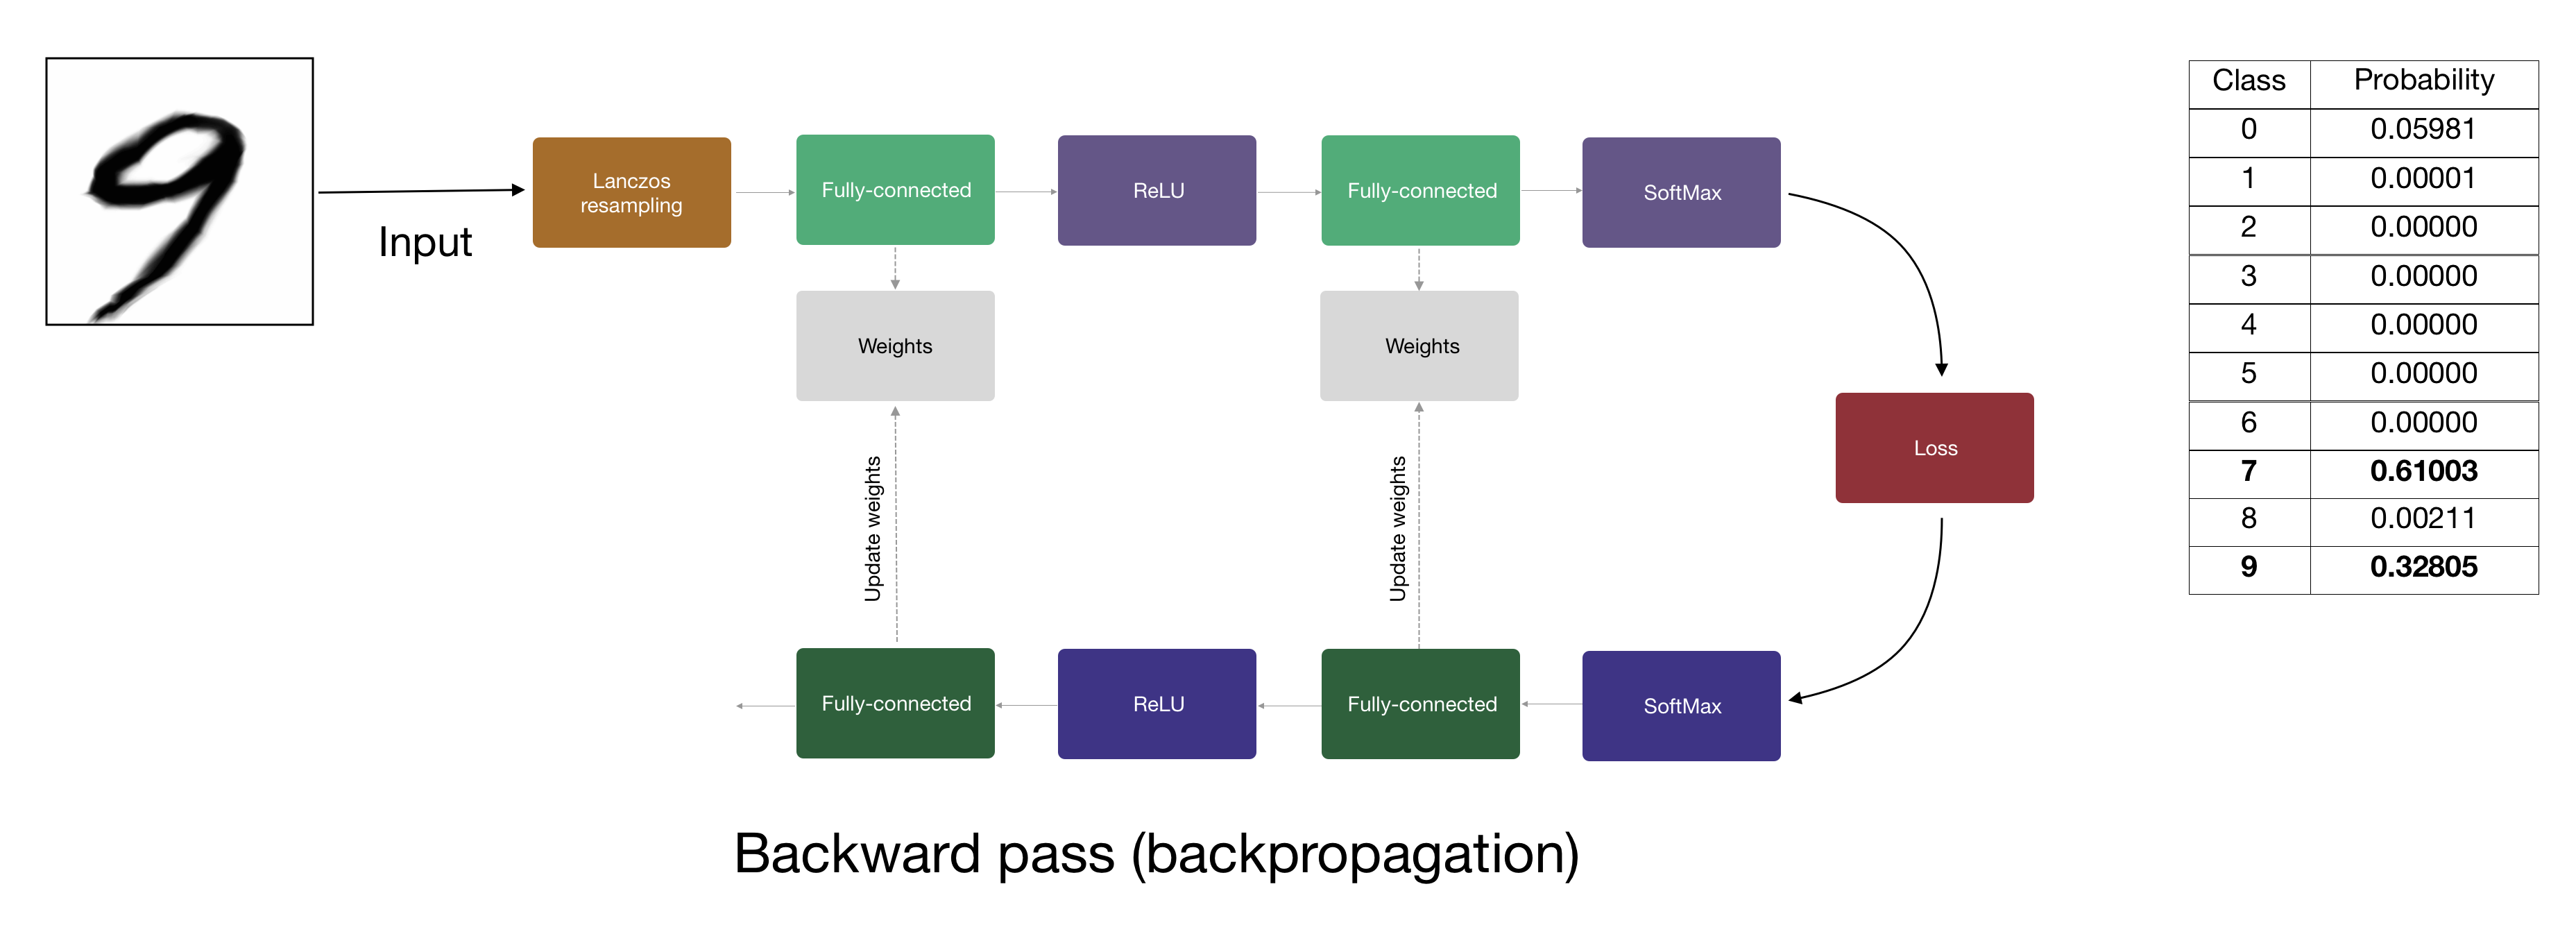 9
Input
Lanczos
resampling
Fully-connected
ReLU
Fully-connected
SoftMax
Weights
Weights
Loss
Update weights
Update weights
Fully-connected
ReLU
Fully-connected
SoftMax
Backward pass (backpropagation)
Class Probability
0 0.05981
1 0.00001
2 0.00000
3 0.00000
4 0.00000
5 0.00000
6 0.00000
7 0.61003
8 0.00211
9 0.32805